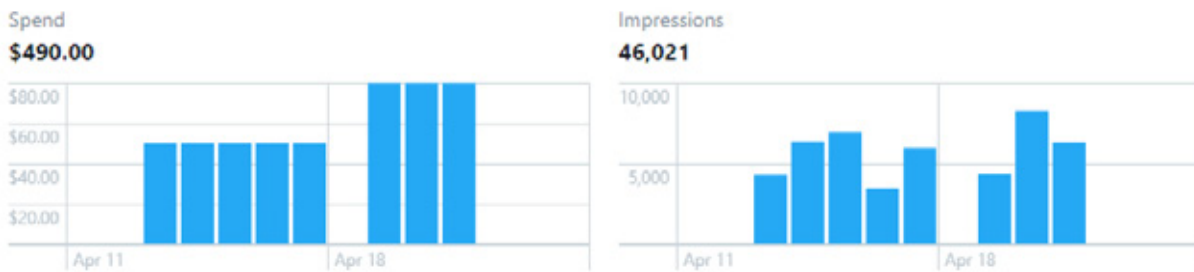 Spend
$490.00
$80.00
$60.00
$40.00
$20.00
Apr 11
Apr 18
Impressions
46,021
10,000
5,000
Apr 11
Apr 18